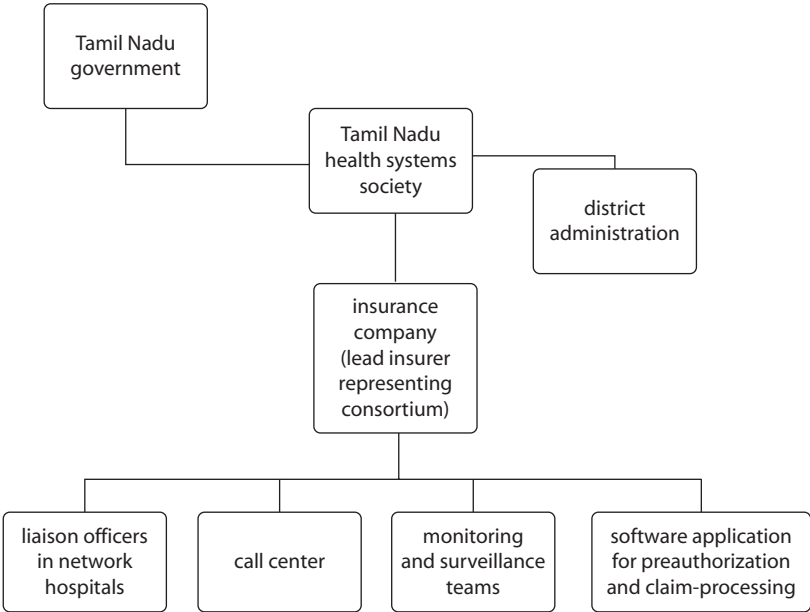 Tamil Nadu
government
Tamil Nadu
health systems
society
district
administration
insurance
company
(lead insurer
representing
consortium)
liaison officers
in network
hospitals
call center
monitoring
and surveillance
teams
software application
for preauthorization
and claim-processing